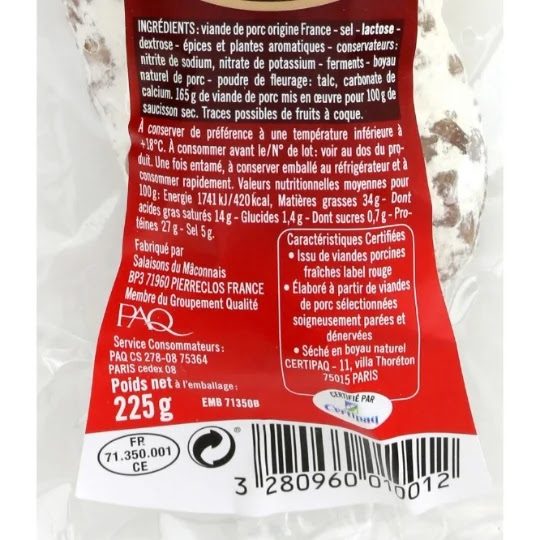 INGRÉDIENTS: viande de porc origine France - sel - lactose -
dextrose - épices et plantes aromatiques - conservateurs:
nitrite de sodium, nitrate de potassium - ferments - boyau
naturel de porc - poudre de fleurage: talc, carbonate de
calcium. 165 g de viande de porc mis en œuvre pour 100 g de
saucisson sec. Traces possibles de fruits à coque.
À conserver de préférence à une température inférieure à
+18°C. À consommer avant le/N° de lot: voir au dos du pro-
duit. Une fois entamé, à conserver emballé au réfrigérateur et à
consommer rapidement. Valeurs nutritionnelles moyennes pour
100g: Energie 1741 kJ/420 kcal, Matières grasses 34 g - Dont
acides gras saturés 14 g - Glucides 1,4 g - Dont sucres 0,7 g - Pro-
téines 27 g - Sel 5 g.
Fabriqué par
Salaisons du Mâconnais
BP3 71960 PIERRECLOS FRANCE
Membre du Groupement Qualité
PAQ
Service Consommateurs:
PAQ CS 278-08 75364
PARIS cedex 08
Poids net à l'emballage:
225 g
EMB 71350B
Caractéristiques Certifiées
• Issu de viandes porcines
fraîches label rouge
• Élaboré à partir de viandes
de porc sélectionnées
soigneusement parées et
dénervées
• Séché en boyau naturel
CERTIPAQ - 11, villa Thoréton
75015 PARIS
CERTIFIÉ PAR
Certipaq
FR
71.350.001
CE
3 280960 010012